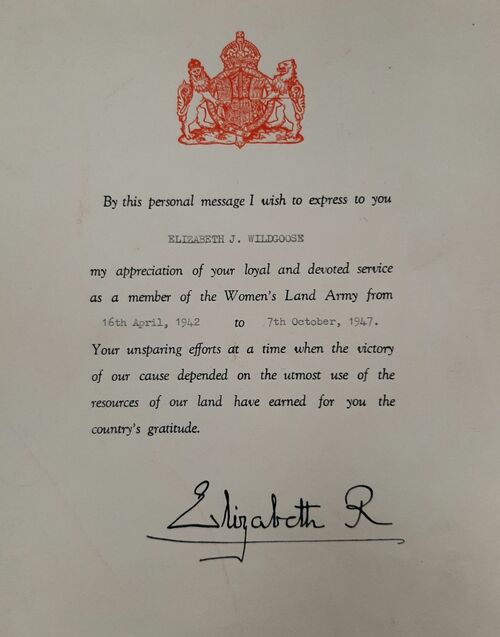 By this personal message I wish to express to you
ELIZABETH J. WILDGOOSE
my appreciation of your loyal and devoted service
as a member of the Women's Land Army from
16th April, 1942 to 7th October, 1947.
Your unsparing efforts at a time when the victory
of our cause depended on the utmost use of the
resources of our land have earned for you the
country's gratitude.
Elizabeth R